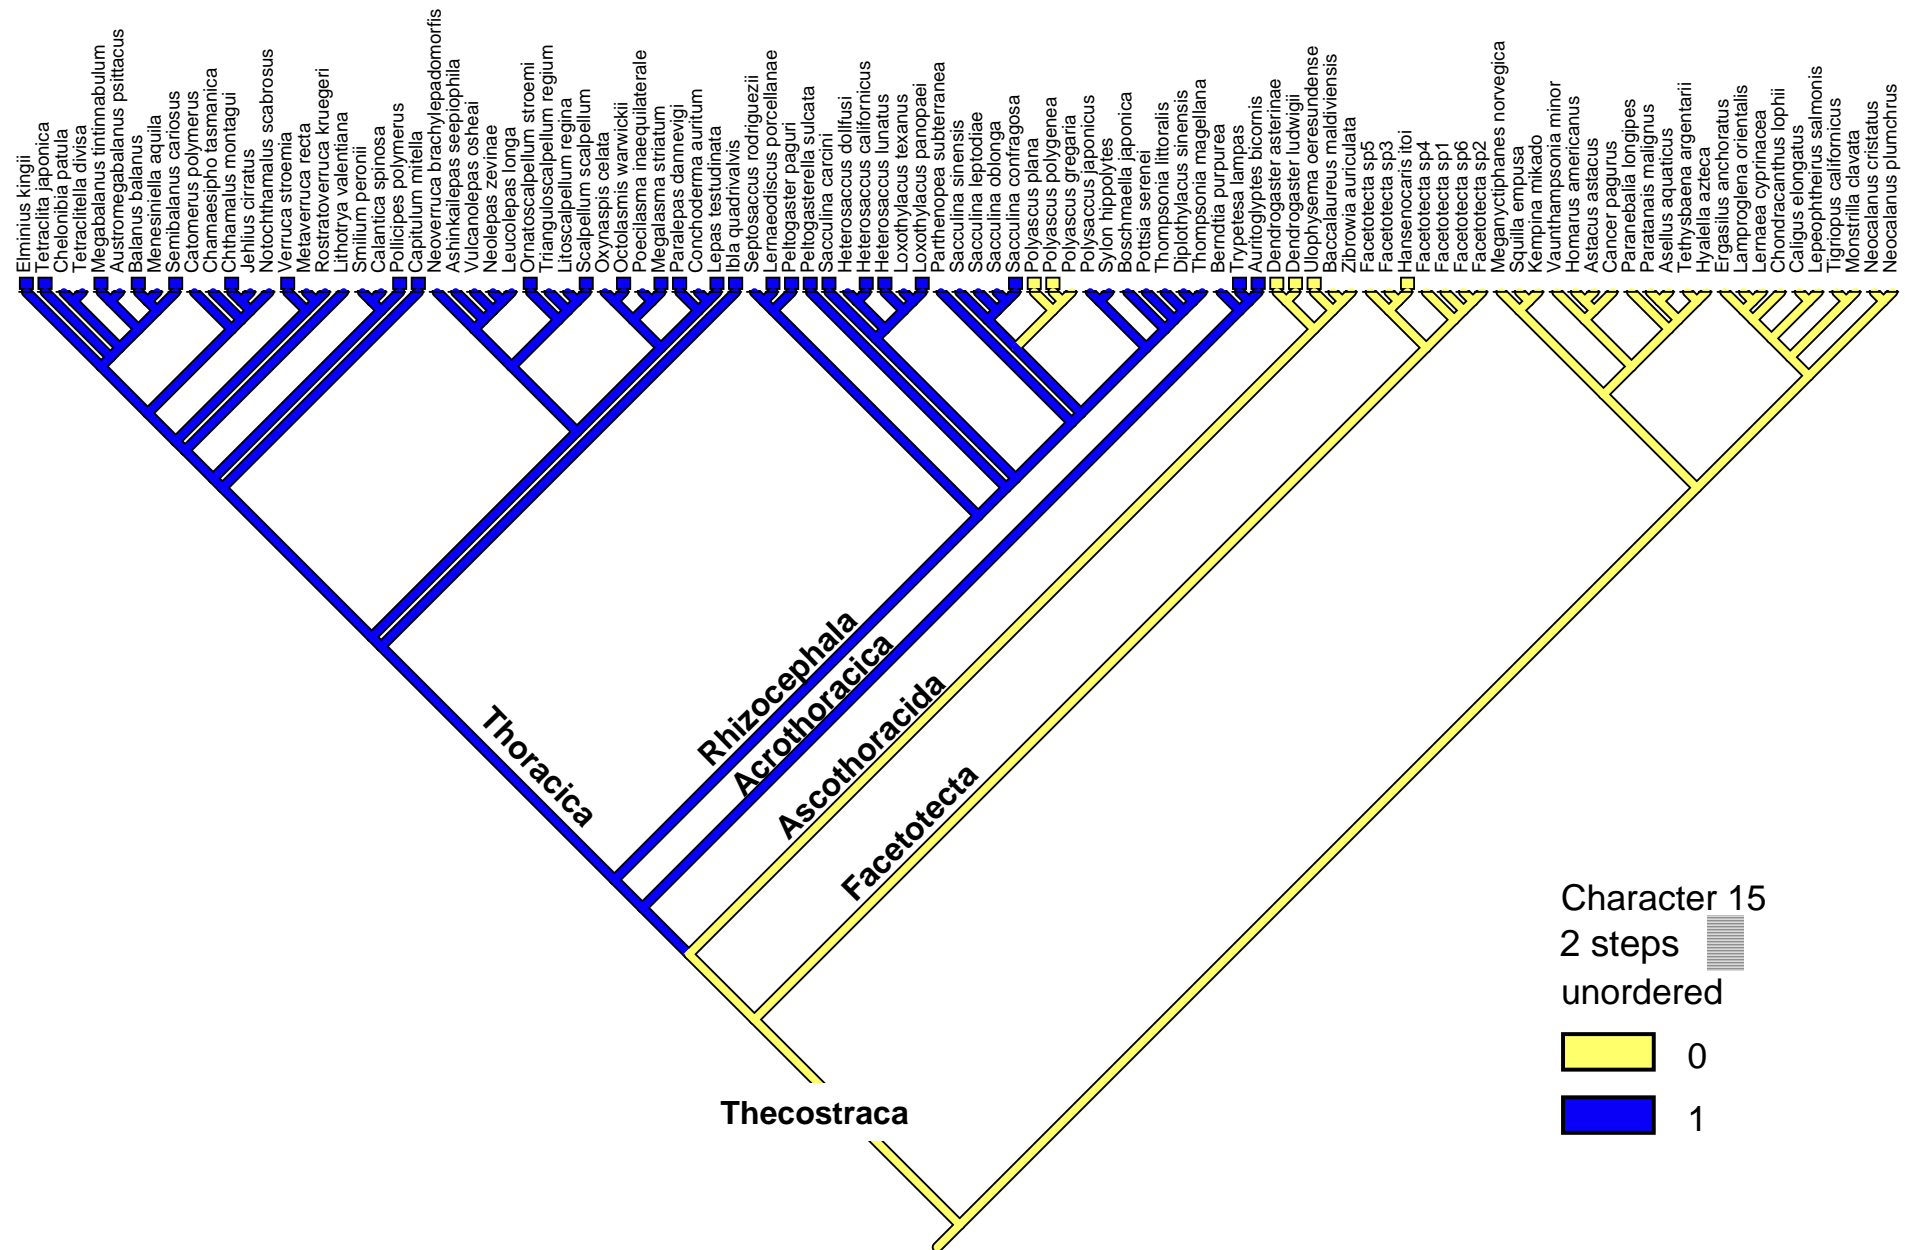 Elminius kingii
Tetraclita japonica
Chelonibia patula
Tetraclitella divisa
Megabalanus tintinnabulum
Austromegabalanus psittacus
Balanus balanus
Menesiniella aquila
Semibalanus cariosus
Catomerus polymerus
Chamaesipho tasmanica
Chthamalus montagui
Jehlius cirratus
Notochthamalus scabrosus
Verruca stroemia
Metaverruca recta
Rostratoverruca kruegeri
Lithotrya valentiana
Smilium peronii
Calantica spinosa
Pollicipes polymerus
Capitulum mitella
Neoverruca brachylepadomorfis
Ashinkailepas seepiophila
Vulcanolepas osheai
Neolepas zevinae
Leucolepas longa
Ornatoscalpellum stroemi
Trianguloscalpellum regium
Litoscalpellum regina
Scalpellum scalpellum
Oxynaspis celata
Octolasmis warwickii
Poecilasma inaequilaterale
Megalasma striatum
Paralepas dannevigi
Conchoderma auritum
Lepas testudinata
Ibla quadrivalvis
Septosaccus rodriguezii
Lernaeodiscus porcellanae
Peltogaster paguri
Peltogasterella sulcata
Sacculina carcini
Heterosaccus dollfusi
Heterosaccus californicus
Heterosaccus lunatus
Loxothylacus texanus
Loxothylacus panopaei
Parthenopea subterranea
Sacculina sinensis
Sacculina leptodiae
Sacculina oblonga
Sacculina confragosa
Polyascus plana
Polyascus polygenea
Polyascus gregaria
Polysaccus japonicus
Sylon hippolytes
Boschmaella japonica
Pottsia serenei
Thompsonia littoralis
Diplothylacus sinensis
Thompsonia magellana
Berndtia purpurea
Trypetesa lampas
Auritoglyptes bicornis
Dendrogaster asterinae
Dendrogaster ludwigii
Ulophysema oeresundense
Baccalaureus maldiviensis
Zibrowia auriculata
Facetotecta sp5
Facetotecta sp3
Hansenocaris itoi
Facetotecta sp4
Facetotecta sp1
Facetotecta sp6
Facetotecta sp2
Meganyctiphanes norvegica
Squilla empusa
Kempina mikado
Vaunthampsonia minor
Homarus americanus
Astacus astacus
Cancer pagurus
Paranebalia longipes
Paratanais malignus
Asellus aquaticus
Tethysbaena argentarii
Hyalella azteca
Ergasilus anchoratus
Lamproglena orientalis
Lernaea cyprinacea
Chondracanthus lophii
Caligus elongatus
Lepeophtheirus salmonis
Tigriopus californicus
Monstrilla clavata
Neocalanus cristatus
Neocalanus plumchrus
Thoracica
Rhizocephala
Acrothoracica
Ascothoracida
Facetotecta
Thecostraca
Character 15
2 steps
unordered
0
1